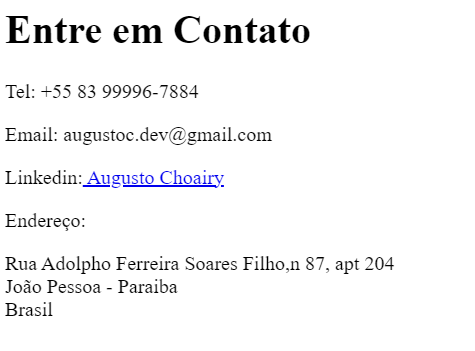 Entre em Contato
Tel: +55 83 99996-7884
Email: augustoc.dev@gmail.com
Linkedin: Augusto Choairy
Endereço:
Rua Adolpho Ferreira Soares Filho,n 87, apt 204
João Pessoa - Paraiba
Brasil